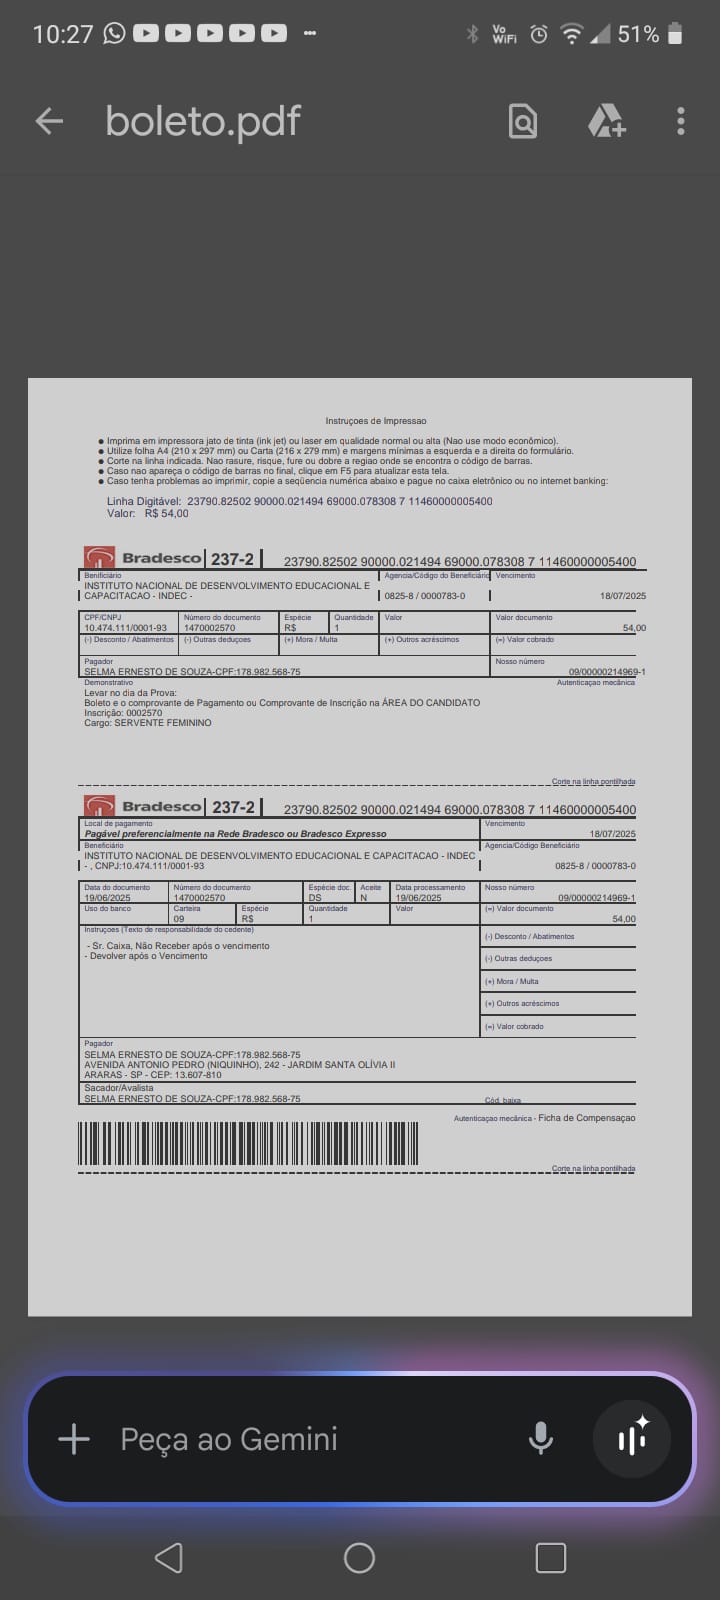 10:27 51%
Vo
WiFi
boleto.pdf
Instruçoes de Impressao
● Imprima em impressora jato de tinta (ink jet) ou laser em qualidade normal ou alta (Nao use modo econômico).
● Utilize folha A4 (210 x 297 mm) ou Carta (216 x 279 mm) e margens mínimas a esquerda e a direita do formulário.
● Corte na linha indicada. Nao rasure, risque, fure ou dobre a regiao onde se encontra o código de barras.
● Caso nao apareça o código de barras no final, clique em F5 para atualizar esta tela.
● Caso tenha problemas ao imprimir, copie a seqüencia numérica abaixo e pague no caixa eletrônico ou no internet banking:
Linha Digitável: 23790.82502 90000.021494 69000.078308 7 11460000005400
Valor: R$ 54,00
Bradesco 237-2 23790.82502 90000.021494 69000.078308 7 11460000005400
Benificiário Agencia/Código do Beneficiário Vencimento
INSTITUTO NACIONAL DE DESENVOLVIMENTO EDUCACIONAL E
CAPACITACAO - INDEC - 0825-8 / 0000783-0 18/07/2025
CPF/CNPJ Número do documento Espécie Quantidade Valor Valor documento
10.474.111/0001-93 1470002570 R$ 1 54,00
(-) Desconto / Abatimentos (-) Outras deduçoes (+) Mora / Multa (+) Outros acréscimos (=) Valor cobrado
Pagador Nosso número
SELMA ERNESTO DE SOUZA-CPF:178.982.568-75 09/00000214969-1
Demonstrativo Autenticaçao mecânica
Levar no dia da Prova:
Boleto e o comprovante de Pagamento ou Comprovante de Inscrição na ÁREA DO CANDIDATO
Inscrição: 0002570
Cargo: SERVENTE FEMININO
Corte na linha pontilhada
Bradesco 237-2 23790.82502 90000.021494 69000.078308 7 11460000005400
Local de pagamento Vencimento
Pagável preferencialmente na Rede Bradesco ou Bradesco Expresso 18/07/2025
Beneficiário Agencia/Código Beneficiário
INSTITUTO NACIONAL DE DESENVOLVIMENTO EDUCACIONAL E CAPACITACAO - INDEC
- , CNPJ:10.474.111/0001-93 0825-8 / 0000783-0
Data do documento Número do documento Espécie doc. Aceite Data processamento Nosso número
19/06/2025 1470002570 DS N 19/06/2025 09/00000214969-1
Uso do banco Carteira Espécie Quantidade Valor (=) Valor documento
09 R$ 1 54,00
Instruçoes (Texto de responsabilidade do cedente) (-) Desconto / Abatimentos
- Sr. Caixa, Não Receber após o vencimento
- Devolver após o Vencimento
(-) Outras deduçoes
(+) Mora / Multa
(+) Outros acréscimos
(=) Valor cobrado
Pagador
SELMA ERNESTO DE SOUZA-CPF:178.982.568-75
AVENIDA ANTONIO PEDRO (NIQUINHO), 242 - JARDIM SANTA OLÍVIA II
ARARAS - SP - CEP: 13.607-810
Sacador/Avalista
SELMA ERNESTO DE SOUZA-CPF:178.982.568-75 Cód. baixa
Autenticaçao mecânica - Ficha de Compensaçao
Corte na linha pontilhada
Peça ao Gemini